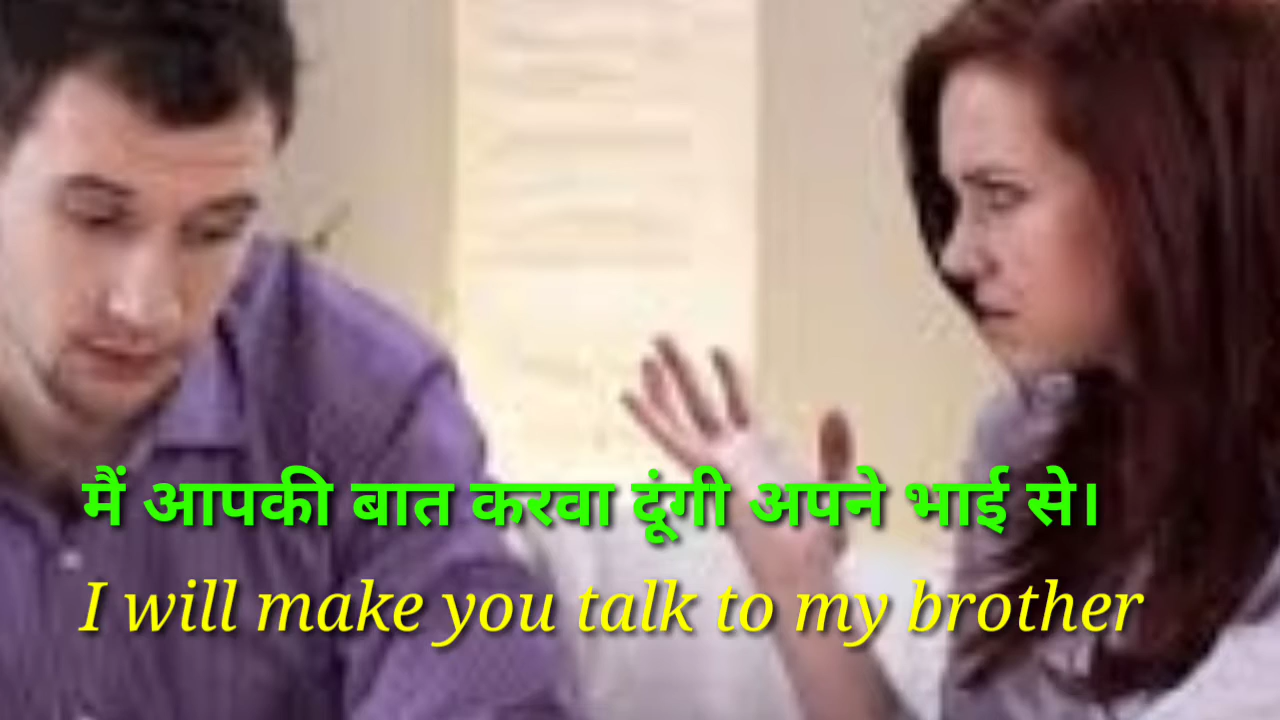 मैं आपकी बात करवा दूंगी अपने भाई से।
I will make you talk to my brother